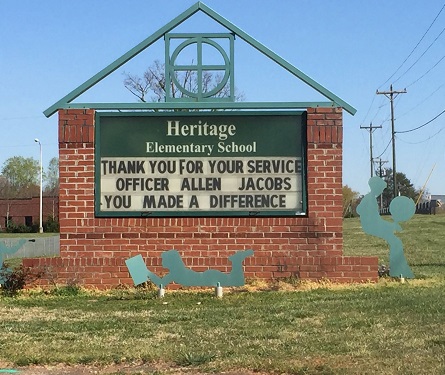 Heritage
Elementary School
THANK YOU FOR YOUR SERVICE
OFFICER ALLEN JACOBS
YOU MADE A DIFFERENCE